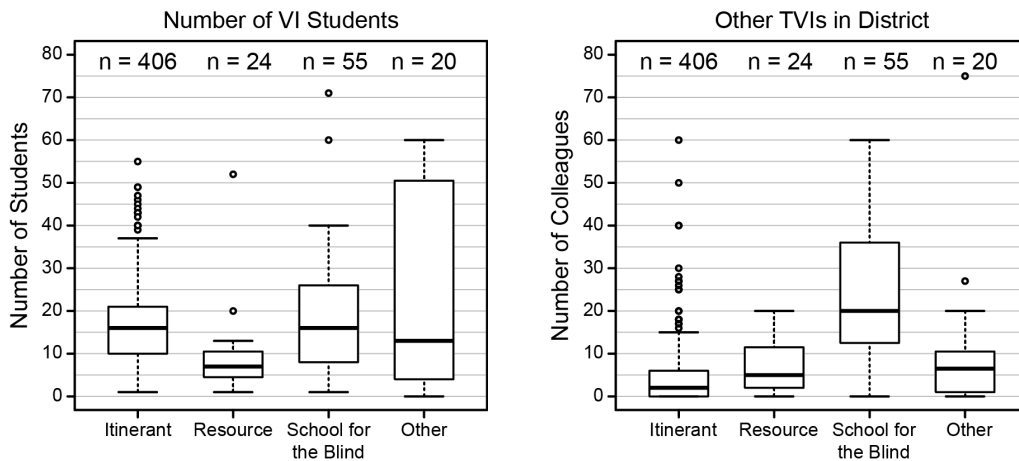 Number of VI Students
n = 406 n = 24 n = 55 n = 20
Number of Students
80
70
60
50
40
30
20
10
0
Itinerant Resource School for the Blind Other
Other TVIs in District
n = 406 n = 24 n = 55 n = 20
Number of Colleagues
80
70
60
50
40
30
20
10
0
Itinerant Resource School for the Blind Other